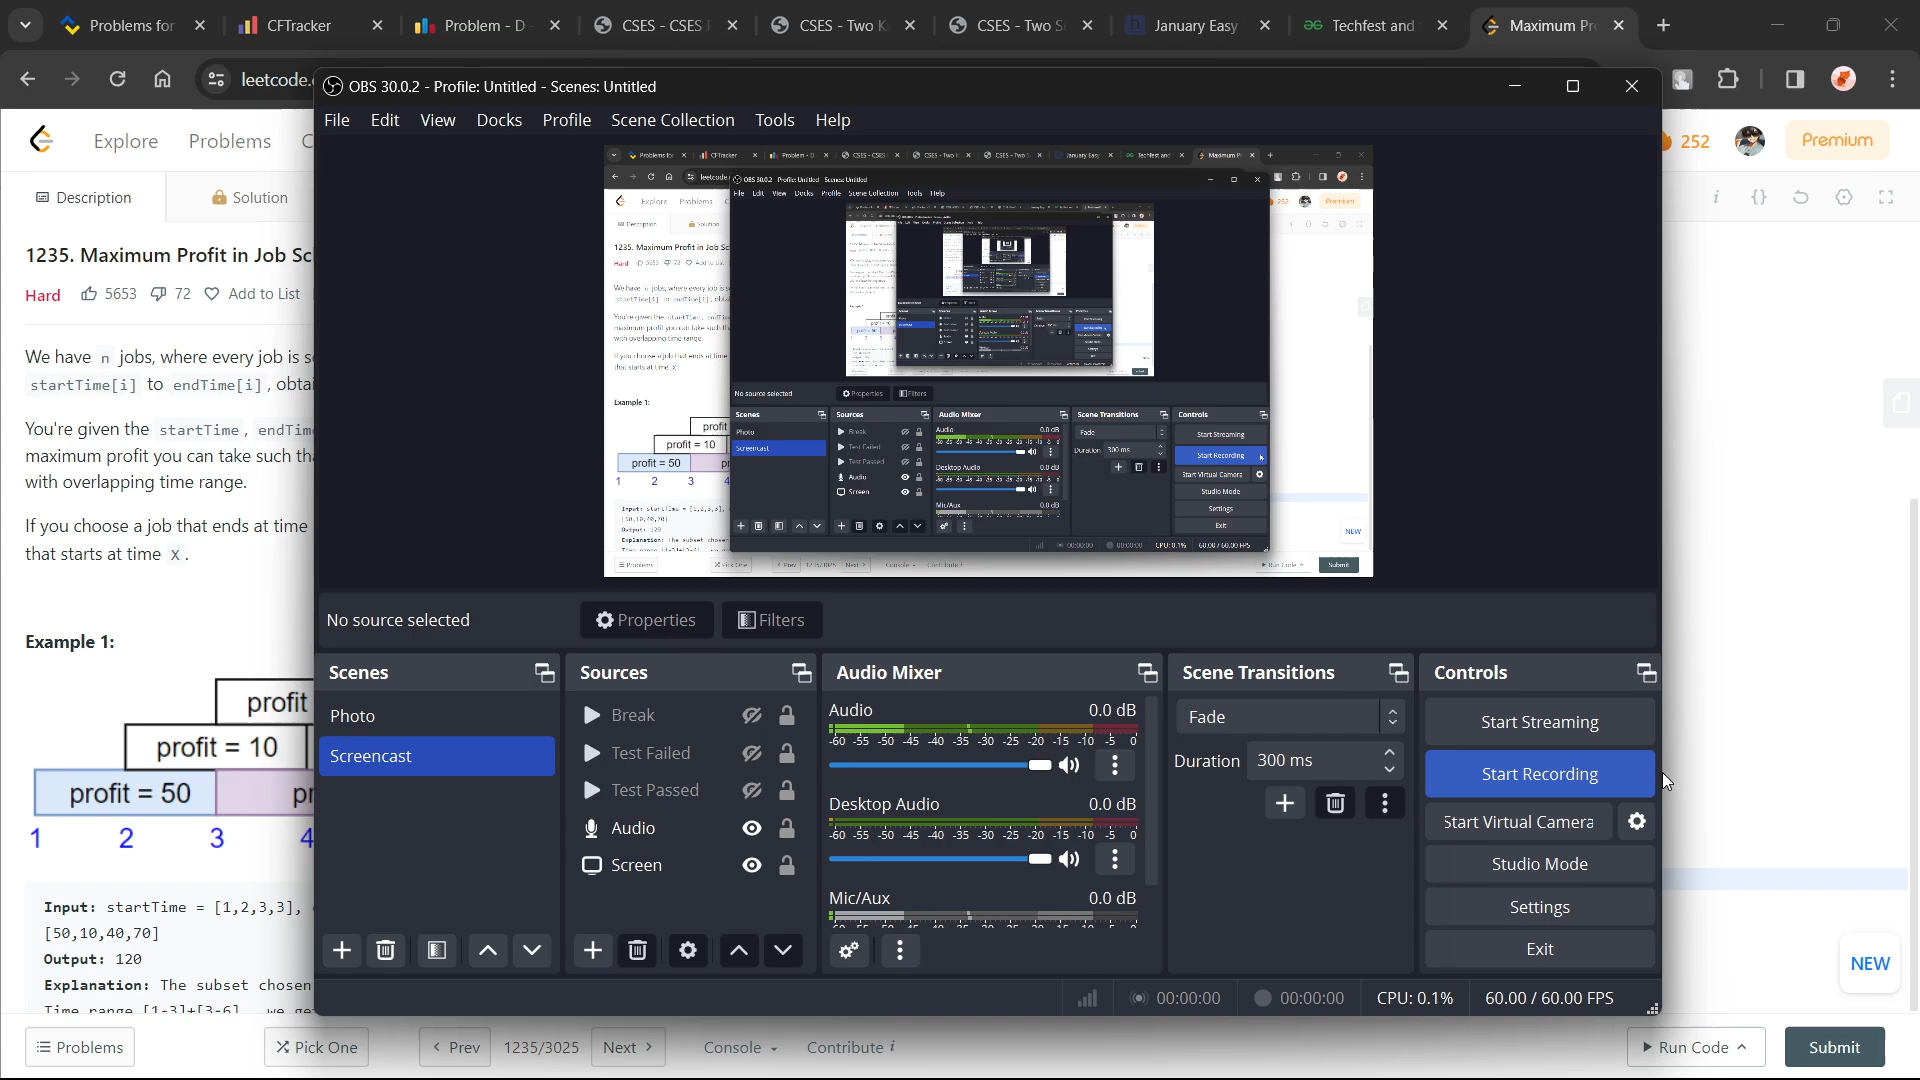 Problems for
CFTracker
Problem - D -
CSES - CSES P
CSES - Two K
CSES - Two S
January Easy
Techfest and
Maximum Pr
leetcode.
OBS 30.0.2 - Profile: Untitled - Scenes: Untitled
File Edit View Docks Profile Scene Collection Tools Help
Explore Problems C
252
Premium
Description
Solution
1235. Maximum Profit in Job Sc
Hard 5653 72 Add to List
We have n jobs, where every job is s
startTime[i] to endTime[i], obtai
You're given the startTime, endTim
maximum profit you can take such th
with overlapping time range.
If you choose a job that ends at time
that starts at time X.
Example 1:
profit
profit = 10
profit = 50 pr
1 2 3 4
Input: startTime = [1,2,3,3],
[50,10,40,70]
Output: 120
Explanation: The subset chosen
Time range [1-3]+[3-6] we ge
No source selected
Properties
Filters
Scenes
Photo
Screencast
Sources
Break
Test Failed
Test Passed
Audio
Screen
Audio Mixer
Audio 0.0 dB
-60 -55 -50 -45 -40 -35 -30 -25 -20 -15 -10 -5 0
Desktop Audio 0.0 dB
-60 -55 -50 -45 -40 -35 -30 -25 -20 -15 -10 -5 0
Mic/Aux 0.0 dB
Scene Transitions
Fade
Duration 300 ms
Controls
Start Streaming
Start Recording
Start Virtual Camera
Studio Mode
Settings
Exit
00:00:00 00:00:00 CPU: 0.1% 60.00 / 60.00 FPS
NEW
Problems
Pick One
< Prev 1235/3025 Next >
Console
Contribute i
Run Code
Submit